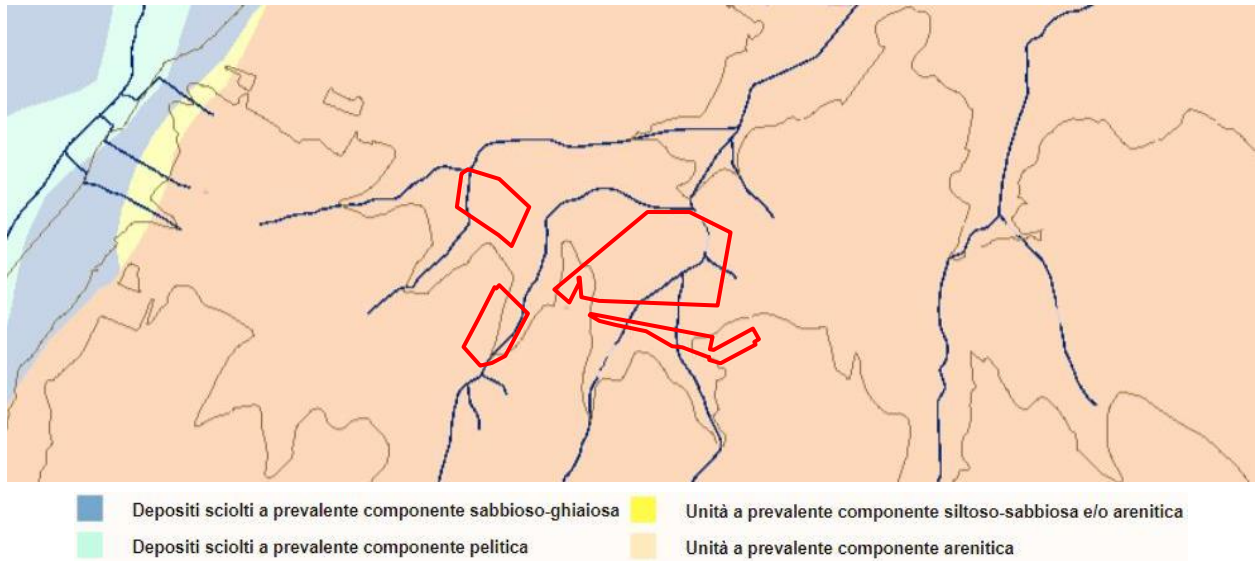 Depositi sciolti a prevalente componente sabbioso-ghiaiosa
Unità a prevalente componente siltoso-sabbiosa e/o arenitica
Depositi sciolti a prevalente componente pelitica
Unità a prevalente componente arenitica